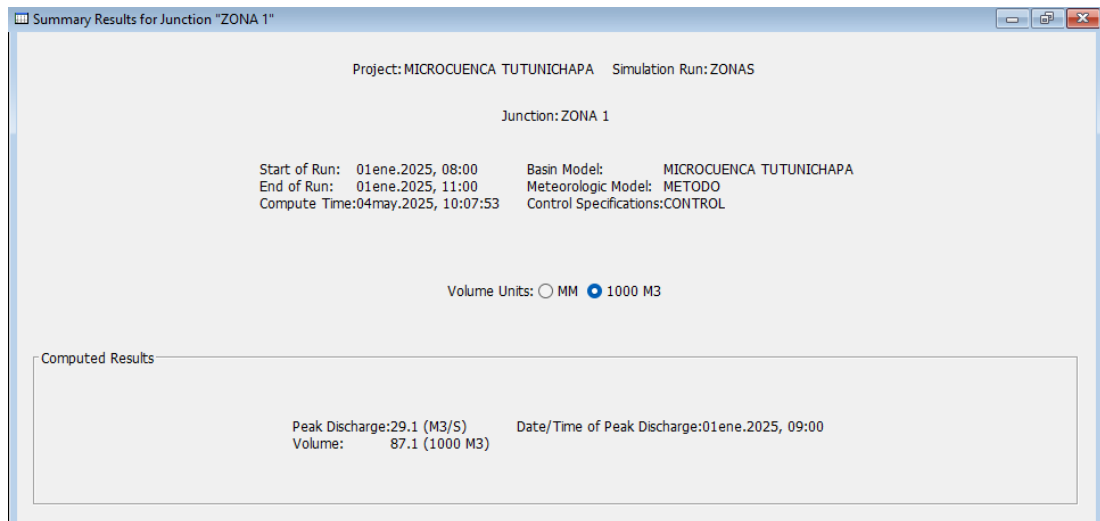 Summary Results for Junction "ZONA 1"
Project: MICROCUENCA TUTUNICHAPA Simulation Run: ZONAS
Junction: ZONA 1
Start of Run: 01ene.2025, 08:00 Basin Model: MICROCUENCA TUTUNICHAPA
End of Run: 01ene.2025, 11:00 Meteorologic Model: METODO
Compute Time:04may.2025, 10:07:53 Control Specifications:CONTROL
Volume Units: MM 1000 M3
Computed Results
Peak Discharge:29.1 (M3/S) Date/Time of Peak Discharge:01ene.2025, 09:00
Volume: 87.1 (1000 M3)